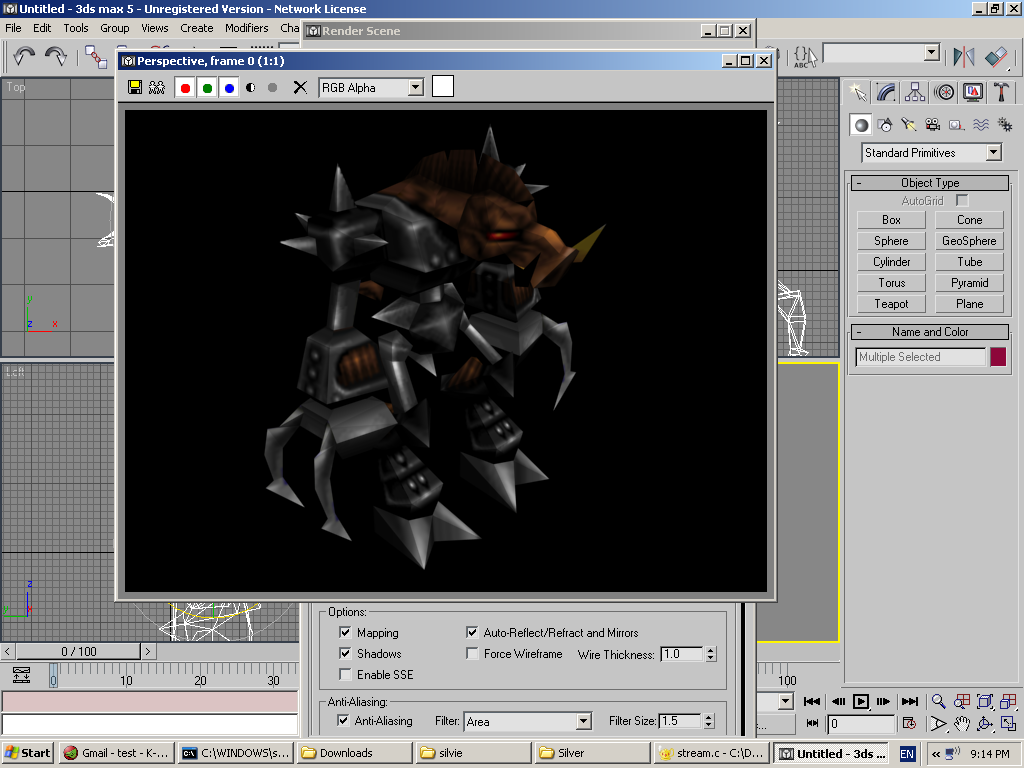 Untitled - 3ds max 5 - Unregistered Version - Network License
File Edit Tools Group Views Create Modifiers Cha
Render Scene
Perspective, frame 0 (1:1)
RGB Alpha
ABC
Top
y
z x
Left
z
Standard Primitives
- Object Type
AutoGrid
Box Cone
Sphere GeoSphere
Cylinder Tube
Torus Pyramid
Teapot Plane
- Name and Color
Multiple Selected
Options:
Mapping Auto-Reflect/Refract and Mirrors
Shadows Force Wireframe Wire Thickness: 1.0
Enable SSE
Anti-Aliasing:
Anti-Aliasing Filter: Area Filter Size: 1.5
< 0 / 100 >
0 10 20 30 100
0
Start Gmail - test - K-... C:\WINDOWS\s... Downloads silvie Silver stream.c - C:\D... Untitled - 3ds ... EN « 9:14 PM